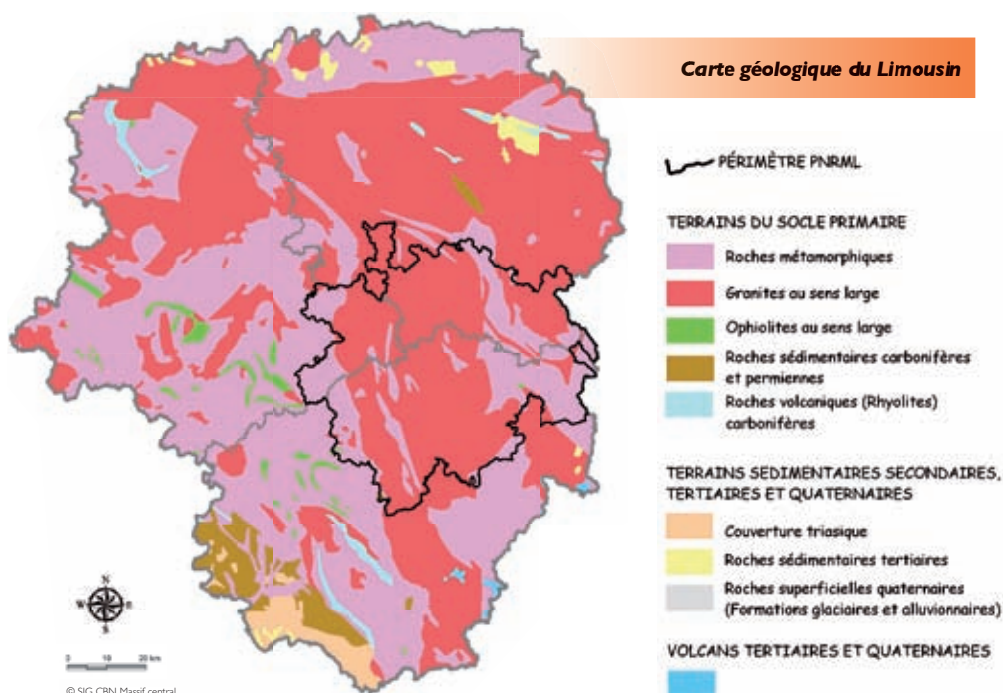 Carte géologique du Limousin
PÉRIMÈTRE PNRML
TERRAINS DU SOCLE PRIMAIRE
Roches métamorphiques
Granites au sens large
Ophiolites au sens large
Roches sédimentaires carbonifères
et permiennes
Roches volcaniques (Rhyolites)
carbonifères
TERRAINS SEDIMENTAIRES SECONDAIRES,
TERTIAIRES ET QUATERNAIRES
Couverture triasique
Roches sédimentaires tertiaires
Roches superficielles quaternaires
(Formations glaciaires et alluvionnaires)
VOLCANS TERTIAIRES ET QUATERNAIRES
N
W E
S
0 10 20 km
© SIG CBN Massif central